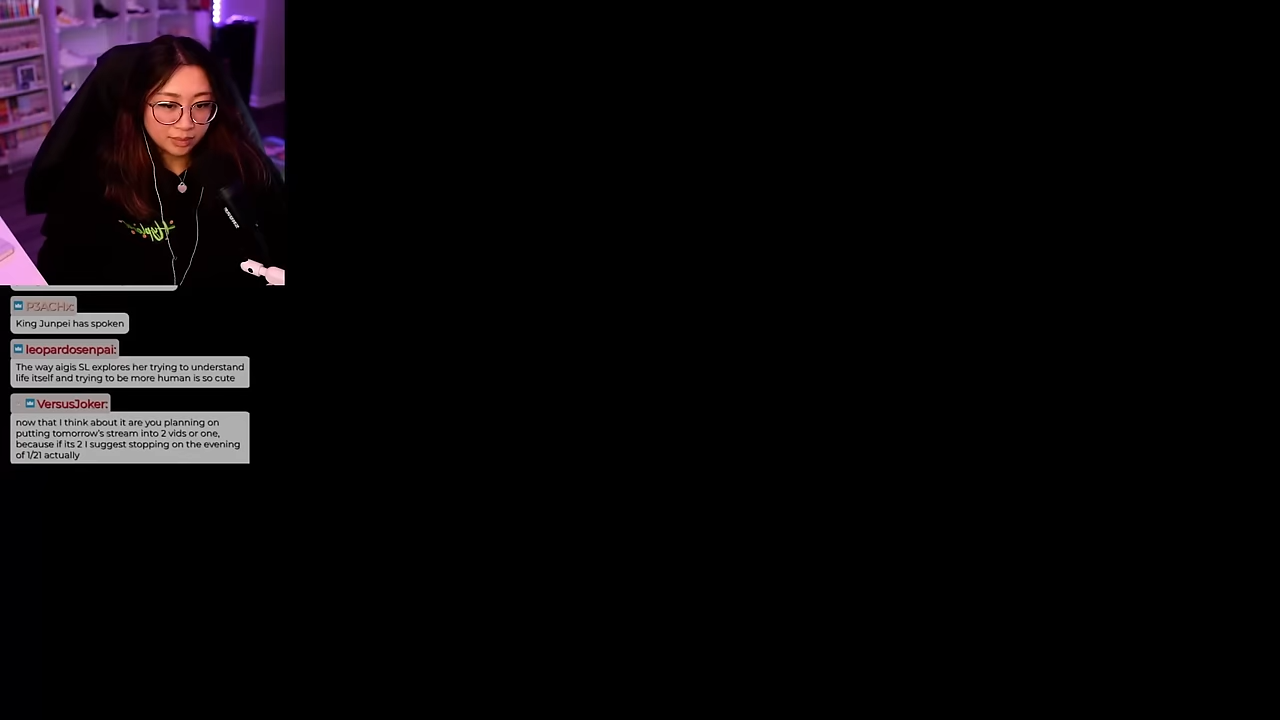 P3ACHx:
King Junpei has spoken
leopardosenpai:
The way aigis SL explores her trying to understand
life itself and trying to be more human is so cute
VersusJoker:
now that I think about it are you planning on
putting tomorrow's stream into 2 vids or one,
because if its 2 I suggest stopping on the evening
of 1/21 actually